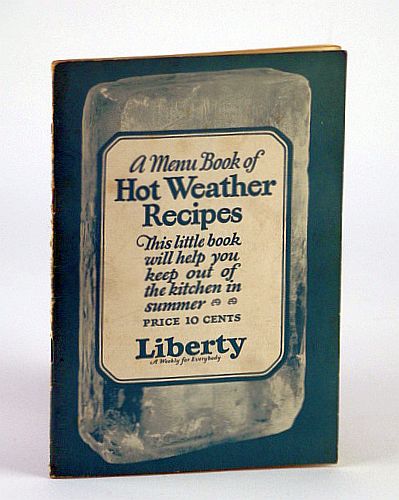 A Menu Book of
Hot Weather
Recipes
This little book
will help you
keep out of
the kitchen in
summer
PRICE 10 CENTS
Liberty
A Weekly for Everybody